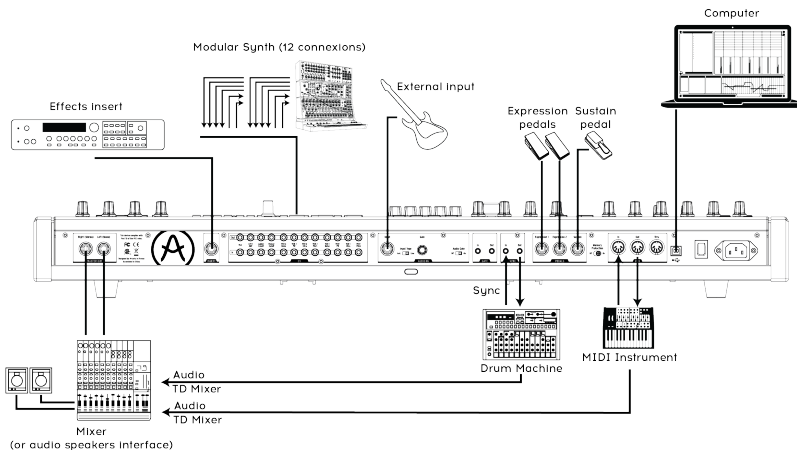 Computer
Modular Synth (12 connexions)
External input
Effects insert
Expression
pedals
Sustain
pedal
Sync
Drum Machine
MIDI Instrument
Audio
TD Mixer
Audio
TD Mixer
Mixer
(or audio speakers interface)